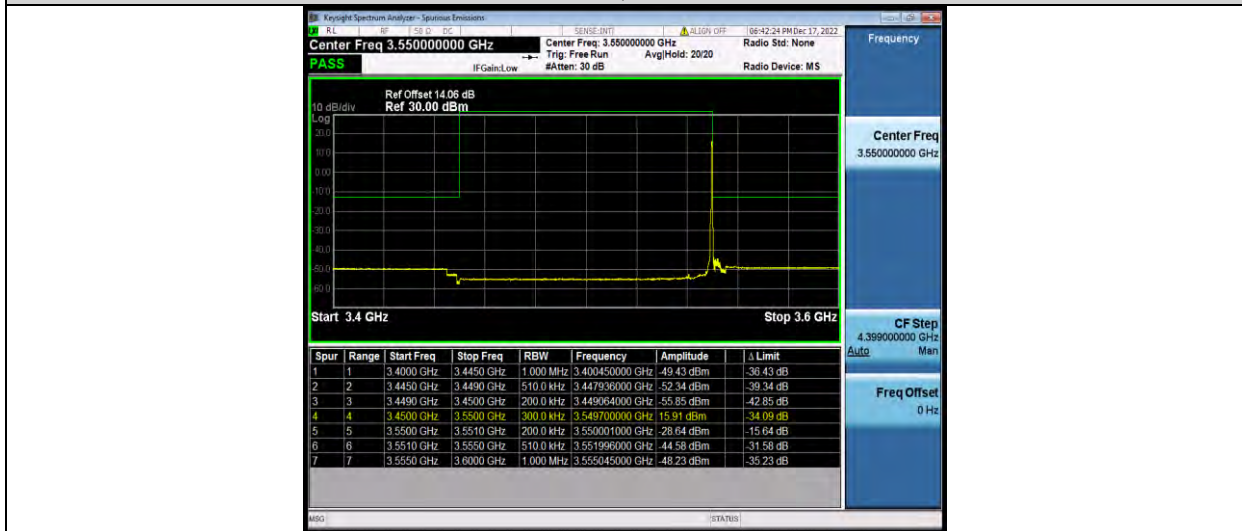 Keysight Spectrum Analyzer - Spurious Emissions
RL RF 50 Ω DC SENSE:INT ALIGN OFF 06:42:24 PM Dec 17, 2022
Center Freq 3.550000000 GHz Center Freq: 3.550000000 GHz Radio Std: None Frequency
Trig: Free Run Avg|Hold: 20/20
PASS IFGain:Low #Atten: 30 dB Radio Device: MS
Ref Offset 14.06 dB
10 dB/div Ref 30.00 dBm
Log
20.0
10.0
0.00
-10.0
-20.0
-30.0
-40.0
-50.0
-60.0
Start 3.4 GHz Stop 3.6 GHz
Center Freq
3.550000000 GHz
CF Step
4.399000000 GHz
Auto Man
Freq Offset
0 Hz
Spur Range Start Freq Stop Freq RBW Frequency Amplitude Δ Limit
1 1 3.4000 GHz 3.4450 GHz 1.000 MHz 3.400450000 GHz -49.43 dBm -36.43 dB
2 2 3.4450 GHz 3.4490 GHz 510.0 kHz 3.447936000 GHz -52.34 dBm -39.34 dB
3 3 3.4490 GHz 3.4500 GHz 200.0 kHz 3.449064000 GHz -55.85 dBm -42.85 dB
4 4 3.4500 GHz 3.5500 GHz 300.0 kHz 3.549700000 GHz 15.91 dBm -34.09 dB
5 5 3.5500 GHz 3.5510 GHz 200.0 kHz 3.550001000 GHz -28.64 dBm -15.64 dB
6 6 3.5510 GHz 3.5550 GHz 510.0 kHz 3.551996000 GHz -44.58 dBm -31.58 dB
7 7 3.5550 GHz 3.6000 GHz 1.000 MHz 3.555045000 GHz -48.23 dBm -35.23 dB
MSG STATUS